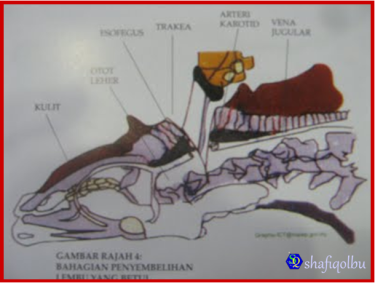 ESOFEGUS
TRAKEA
ARTERI
KAROTID
VENA
JUGULAR
OTOT
LEHER
KULIT
GAMBAR RAJAH 4:
BAHAGIAN PENYEMBELIHAN
LEMBU YANG BETUL
shafiqolbu